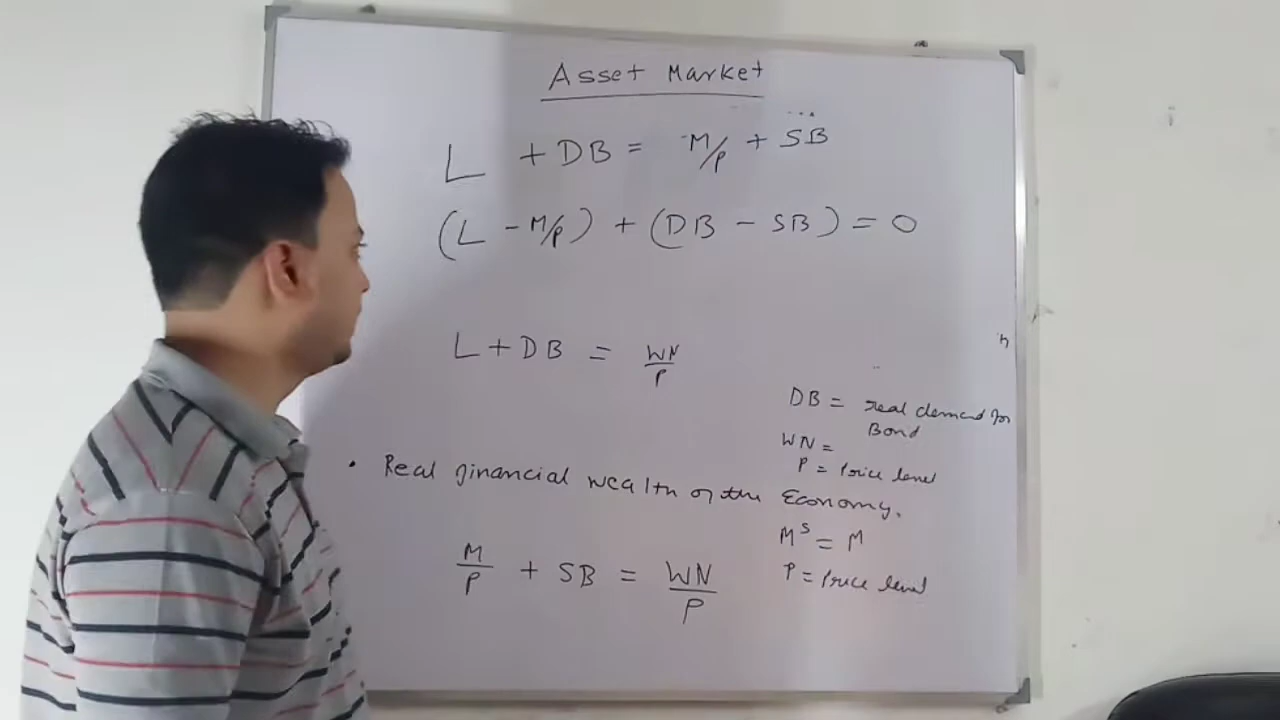 Asset Market
L + DB = M/P + SB
(L - M/P) + (DB - SB) = 0
L + DB = WN/P
DB = real demand for
Bond
WN =
P = Price level
• Real financial wealth of the Economy.
M^S = M
M/P + SB = WN/P
P = Price level